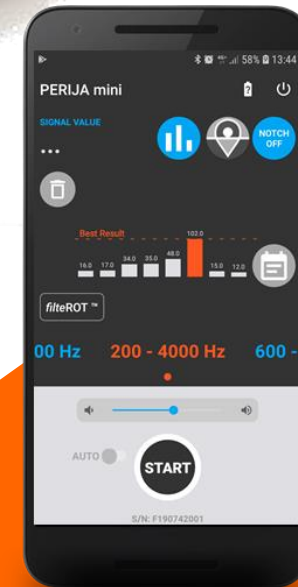 58% 13:44
PERIJA mini
SIGNAL VALUE
...
NOTCH
OFF
Best Result
16.0 17.0 34.0 35.0 48.0 102.0 15.0 12.0
filteROT ™
00 Hz 200 - 4000 Hz 600 -
AUTO
START
S/N: F190742001